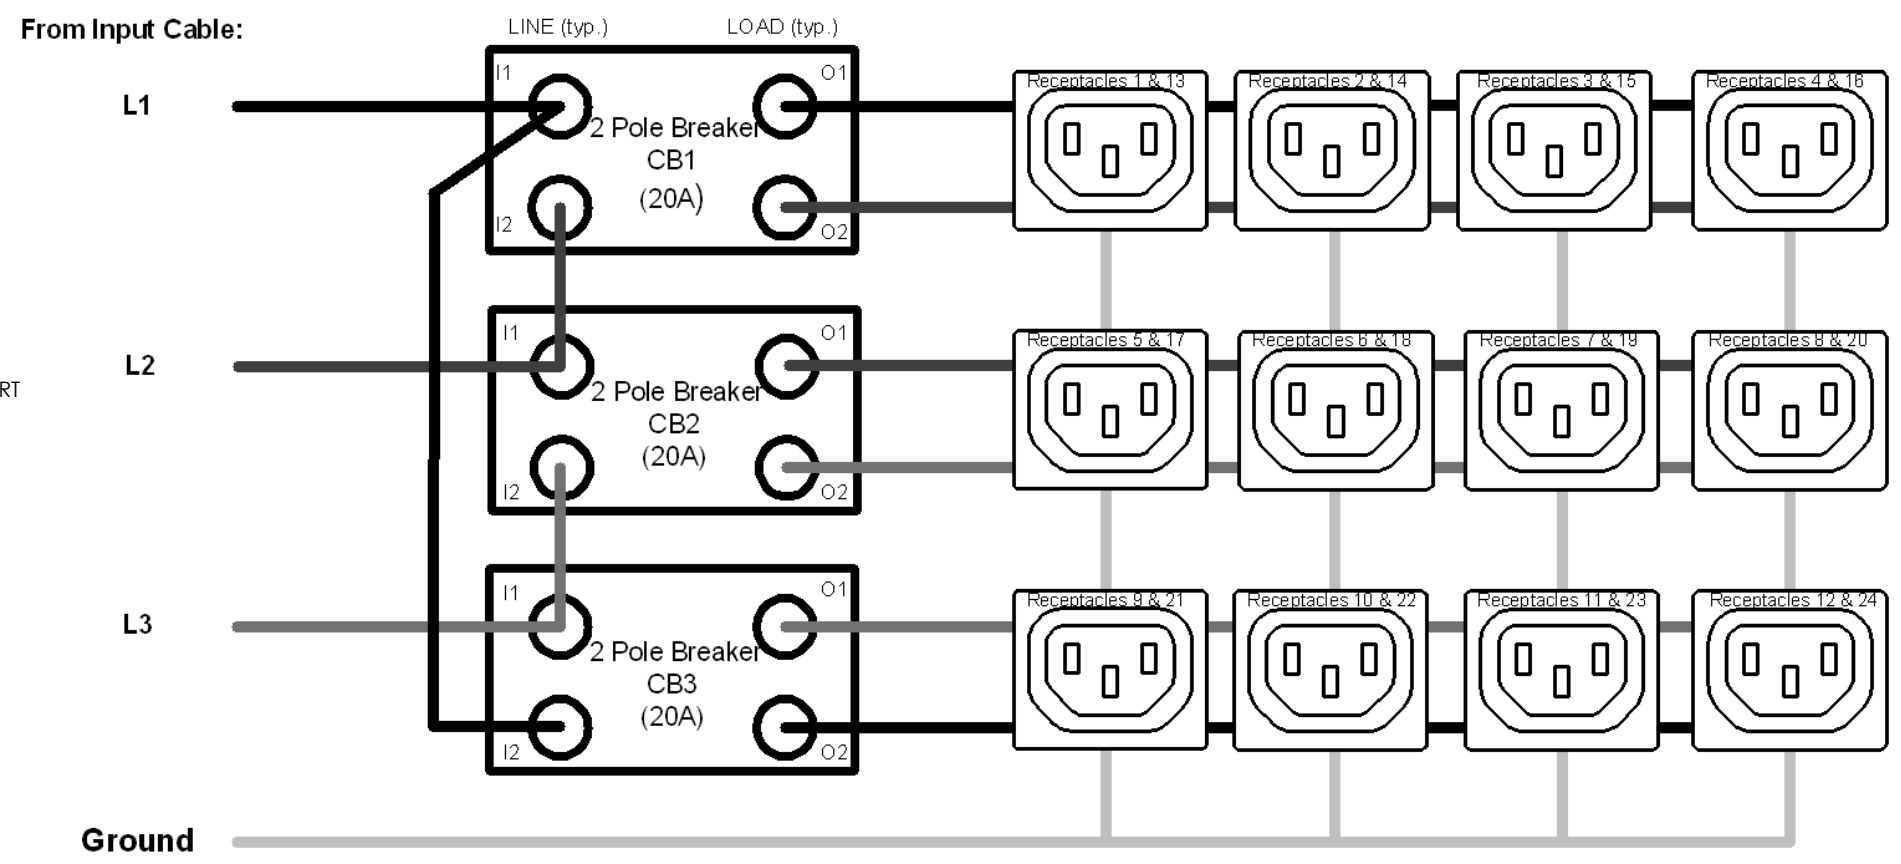 From Input Cable:
LINE (typ.)
LOAD (typ.)
L1
I1
O1
2 Pole Breaker
CB1
(20A)
I2
O2
Receptacles 1 & 13
Receptacles 2 & 14
Receptacles 3 & 15
Receptacles 4 & 16
L2
RT
I1
O1
2 Pole Breaker
CB2
(20A)
I2
O2
Receptacles 5 & 17
Receptacles 6 & 18
Receptacles 7 & 19
Receptacles 8 & 20
L3
I1
O1
2 Pole Breaker
CB3
(20A)
I2
O2
Receptacles 9 & 21
Receptacles 10 & 22
Receptacles 11 & 23
Receptacles 12 & 24
Ground